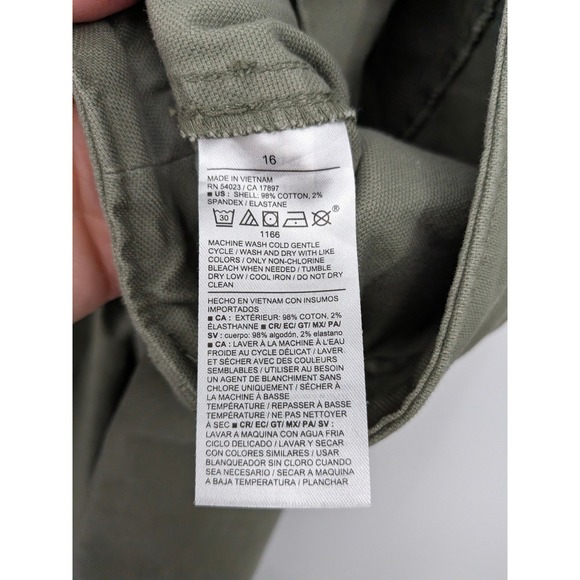 16
MADE IN VIETNAM
RN 54023 / CA 17897
■ US : SHELL: 98% COTTON, 2%
SPANDEX / ELASTANE
30 ®
1166
MACHINE WASH COLD GENTLE
CYCLE / WASH AND DRY WITH LIKE
COLORS / ONLY NON-CHLORINE
BLEACH WHEN NEEDED / TUMBLE
DRY LOW / COOL IRON / DO NOT DRY
CLEAN
HECHO EN VIETNAM CON INSUMOS
IMPORTADOS
■ CA : EXTÉRIEUR: 98% COTON, 2%
ÉLASTHANNE ■ CR/ EC/ GT/ MX/ PA/
SV : cuerpo: 98% algodón, 2% elastano
■ CA : LAVER À LA MACHINE À L'EAU
FROIDE AU CYCLE DÉLICAT / LAVER
ET SÉCHER AVEC DES COULEURS
SEMBLABLES / UTILISER AU BESOIN
UN AGENT DE BLANCHIMENT SANS
CHLORE UNIQUEMENT / SÉCHER À
LA MACHINE À BASSE
TEMPÉRATURE / REPASSER À BASSE
TEMPÉRATURE / NE PAS NETTOYER
À SEC ■ CR/ EC/ GT/ MX/ PA/ SV :
LAVAR A MAQUINA CON AGUA FRIA
CICLO DELICADO / LAVAR Y SECAR
CON COLORES SIMILARES / USAR
BLANQUEADOR SIN CLORO CUANDO
SEA NECESARIO / SECAR A MAQUINA
A BAJA TEMPERATURA / PLANCHAR